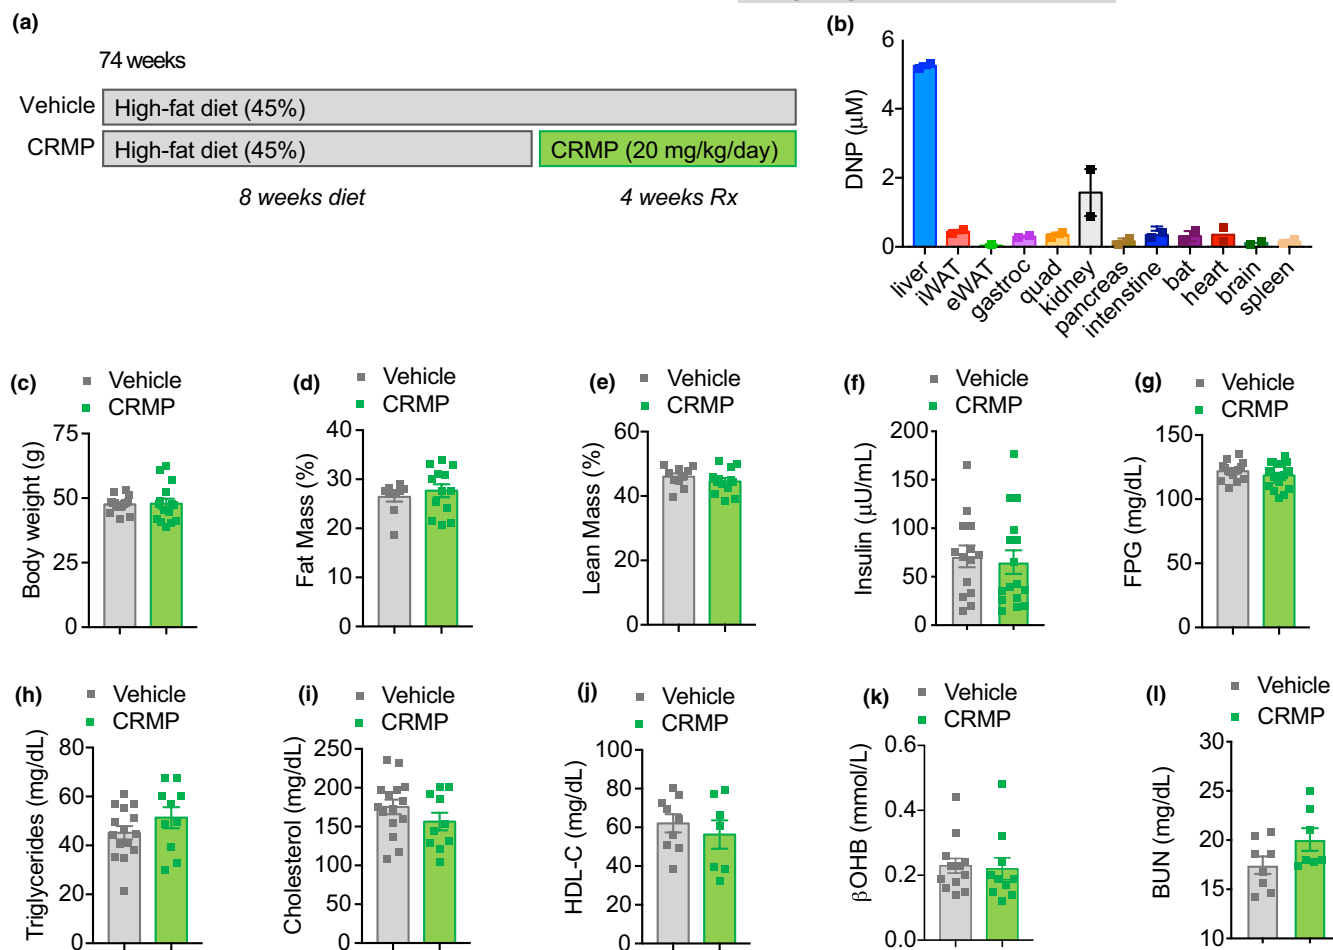 (a)
74 weeks
Vehicle
High-fat diet (45%)
CRMP
High-fat diet (45%)
CRMP (20 mg/kg/day)
8 weeks diet
4 weeks Rx
(b)
DNP (μM)
6
4
2
0
liver
iWAT
eWAT
gastroc
quad
kidney
pancreas
intenstine
bat
heart
brain
spleen
(c)
Vehicle
CRMP
Body weight (g)
75
50
25
0
(d)
Vehicle
CRMP
Fat Mass (%)
40
30
20
10
0
(e)
Vehicle
CRMP
Lean Mass (%)
60
40
20
0
(f)
Vehicle
CRMP
Insulin (μU/mL)
200
150
100
50
0
(g)
Vehicle
CRMP
FPG (mg/dL)
150
100
50
0
(h)
Vehicle
CRMP
Triglycerides (mg/dL)
80
60
40
20
0
(i)
Vehicle
CRMP
Cholesterol (mg/dL)
250
200
150
100
50
0
(j)
Vehicle
CRMP
HDL-C (mg/dL)
100
80
60
40
20
0
(k)
Vehicle
CRMP
βOHB (mmol/L)
0.6
0.4
0.2
0.0
(l)
Vehicle
CRMP
BUN (mg/dL)
30
25
20
15
10